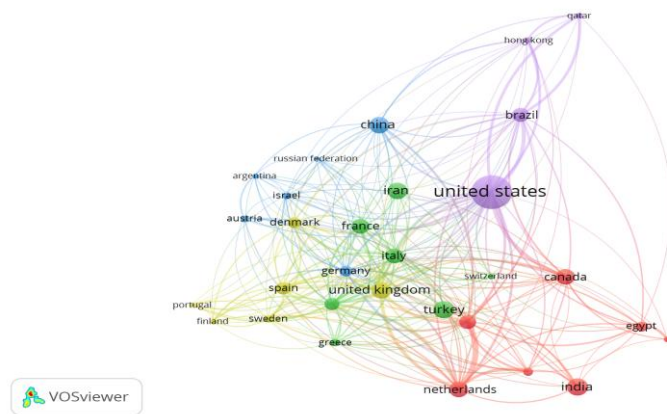 qatar
hong kong
brazil
china
russian federation
argentina
iran
united states
israel
austria
denmark
france
italy
germany
switzerland
canada
spain
united kingdom
portugal
finland
sweden
turkey
egypt
greece
netherlands
india
VOSviewer